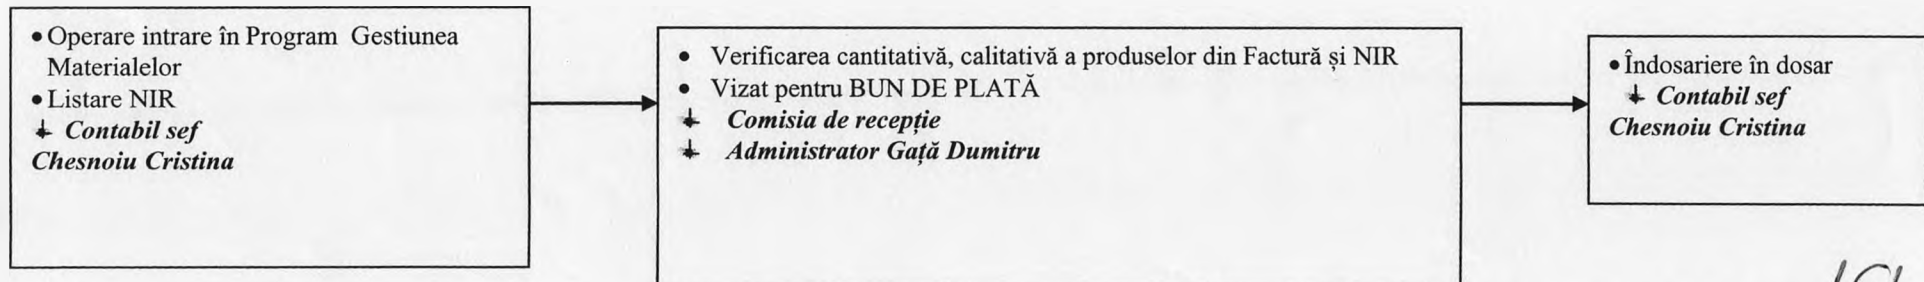 • Operare intrare în Program Gestiunea
Materialelor
• Listare NIR
Contabil sef
Chesnoiu Cristina
• Verificarea cantitativă, calitativă a produselor din Factură și NIR
• Vizat pentru BUN DE PLATĂ
Comisia de recepție
Administrator Gață Dumitru
• Îndosariere în dosar
Contabil sef
Chesnoiu Cristina